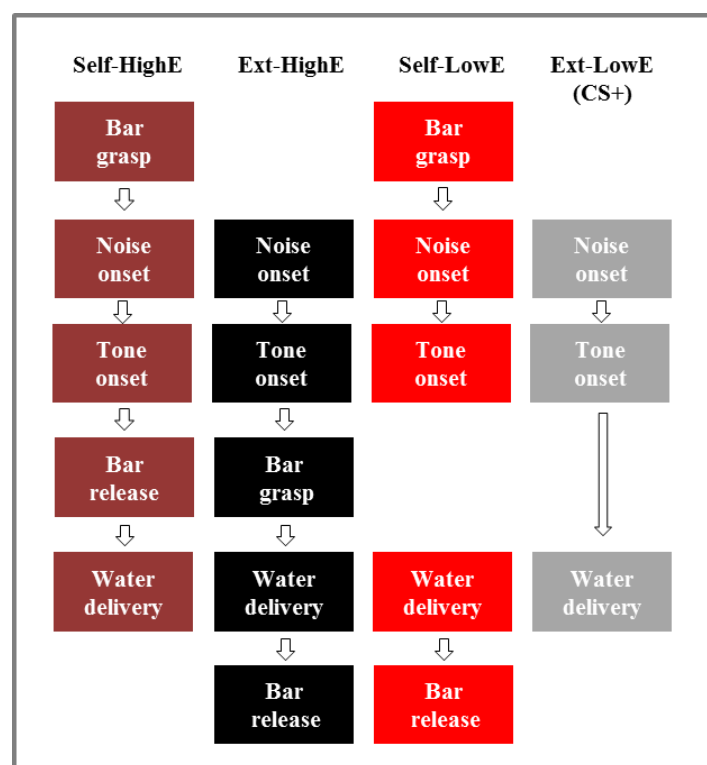 Self-HighE
Ext-HighE
Self-LowE
Ext-LowE
(CS+)
Bar
grasp
Bar
grasp
Noise
onset
Noise
onset
Noise
onset
Noise
onset
Tone
onset
Tone
onset
Tone
onset
Tone
onset
Bar
release
Bar
grasp
Water
delivery
Water
delivery
Water
delivery
Water
delivery
Bar
release
Bar
release